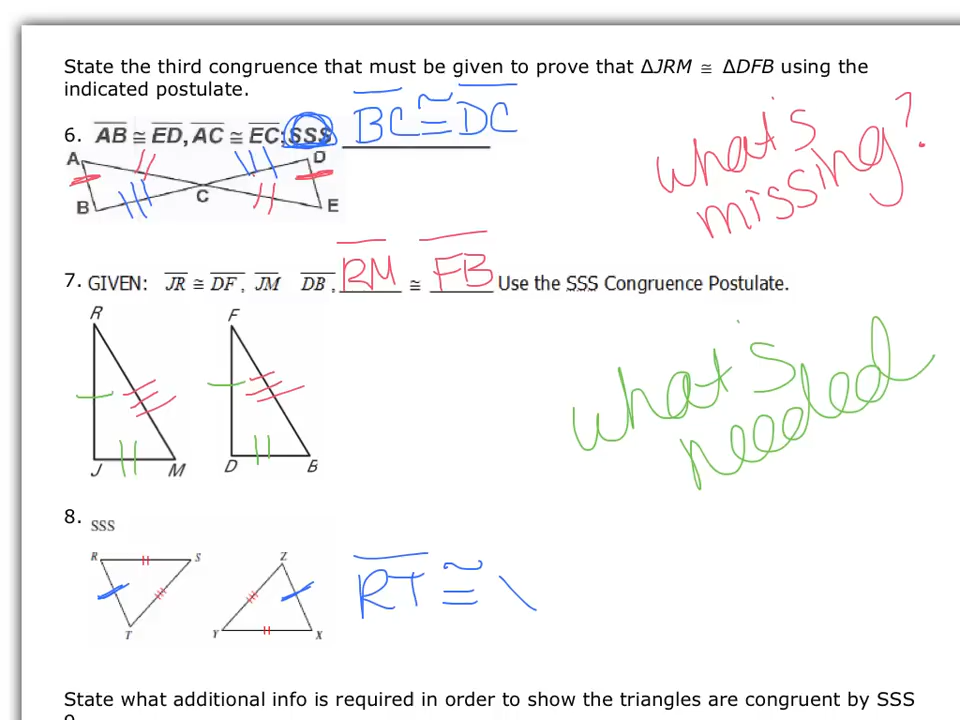 State the third congruence that must be given to prove that ΔJRM ≅ ΔDFB using the
indicated postulate.
6. AB ≅ ED, AC ≅ EC; SSS BC ≅ DC
what's
missing?
A D
B C E
7. GIVEN: JR ≅ DF, JM DB, RM ≅ FB Use the SSS Congruence Postulate.
R F
what's
needed
J M D B
8. SSS
R S Z
RT ≅
T Y X
State what additional info is required in order to show the triangles are congruent by SSS